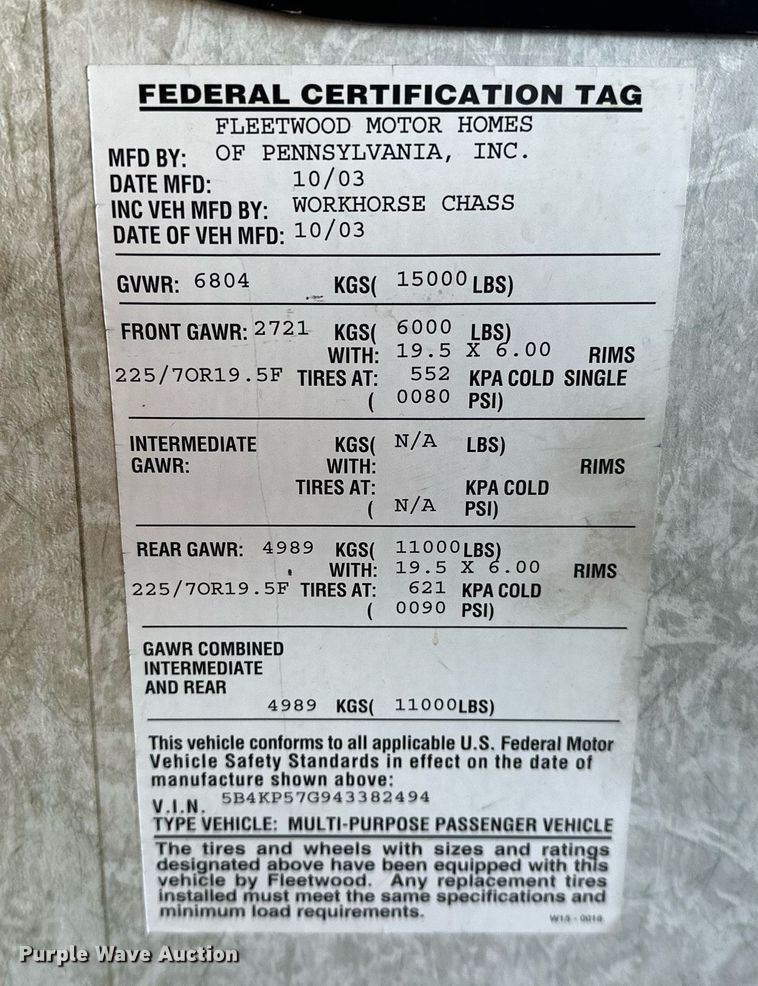 FEDERAL CERTIFICATION TAG
FLEETWOOD MOTOR HOMES
MFD BY: OF PENNSYLVANIA, INC.
DATE MFD: 10/03
INC VEH MFD BY: WORKHORSE CHASS
DATE OF VEH MFD: 10/03
GVWR: 6804 KGS( 15000 LBS)
FRONT GAWR: 2721 KGS( 6000 LBS)
WITH: 19.5 X 6.00 RIMS
225/70R19.5F TIRES AT: 552 KPA COLD SINGLE
( 0080 PSI)
INTERMEDIATE KGS( N/A LBS)
GAWR: WITH: RIMS
TIRES AT: KPA COLD
( N/A PSI)
REAR GAWR: 4989 KGS( 11000 LBS)
WITH: 19.5 X 6.00 RIMS
225/70R19.5F TIRES AT: 621 KPA COLD
( 0090 PSI)
GAWR COMBINED
INTERMEDIATE
AND REAR
4989 KGS( 11000 LBS)
This vehicle conforms to all applicable U.S. Federal Motor
Vehicle Safety Standards in effect on the date of
manufacture shown above:
V.I.N. 5B4KP57G943382494
TYPE VEHICLE: MULTI-PURPOSE PASSENGER VEHICLE
The tires and wheels with sizes and ratings
designated above have been equipped with this
vehicle by Fleetwood. Any replacement tires
installed must meet the same specifications and
minimum load requirements.
Purple Wave Auction